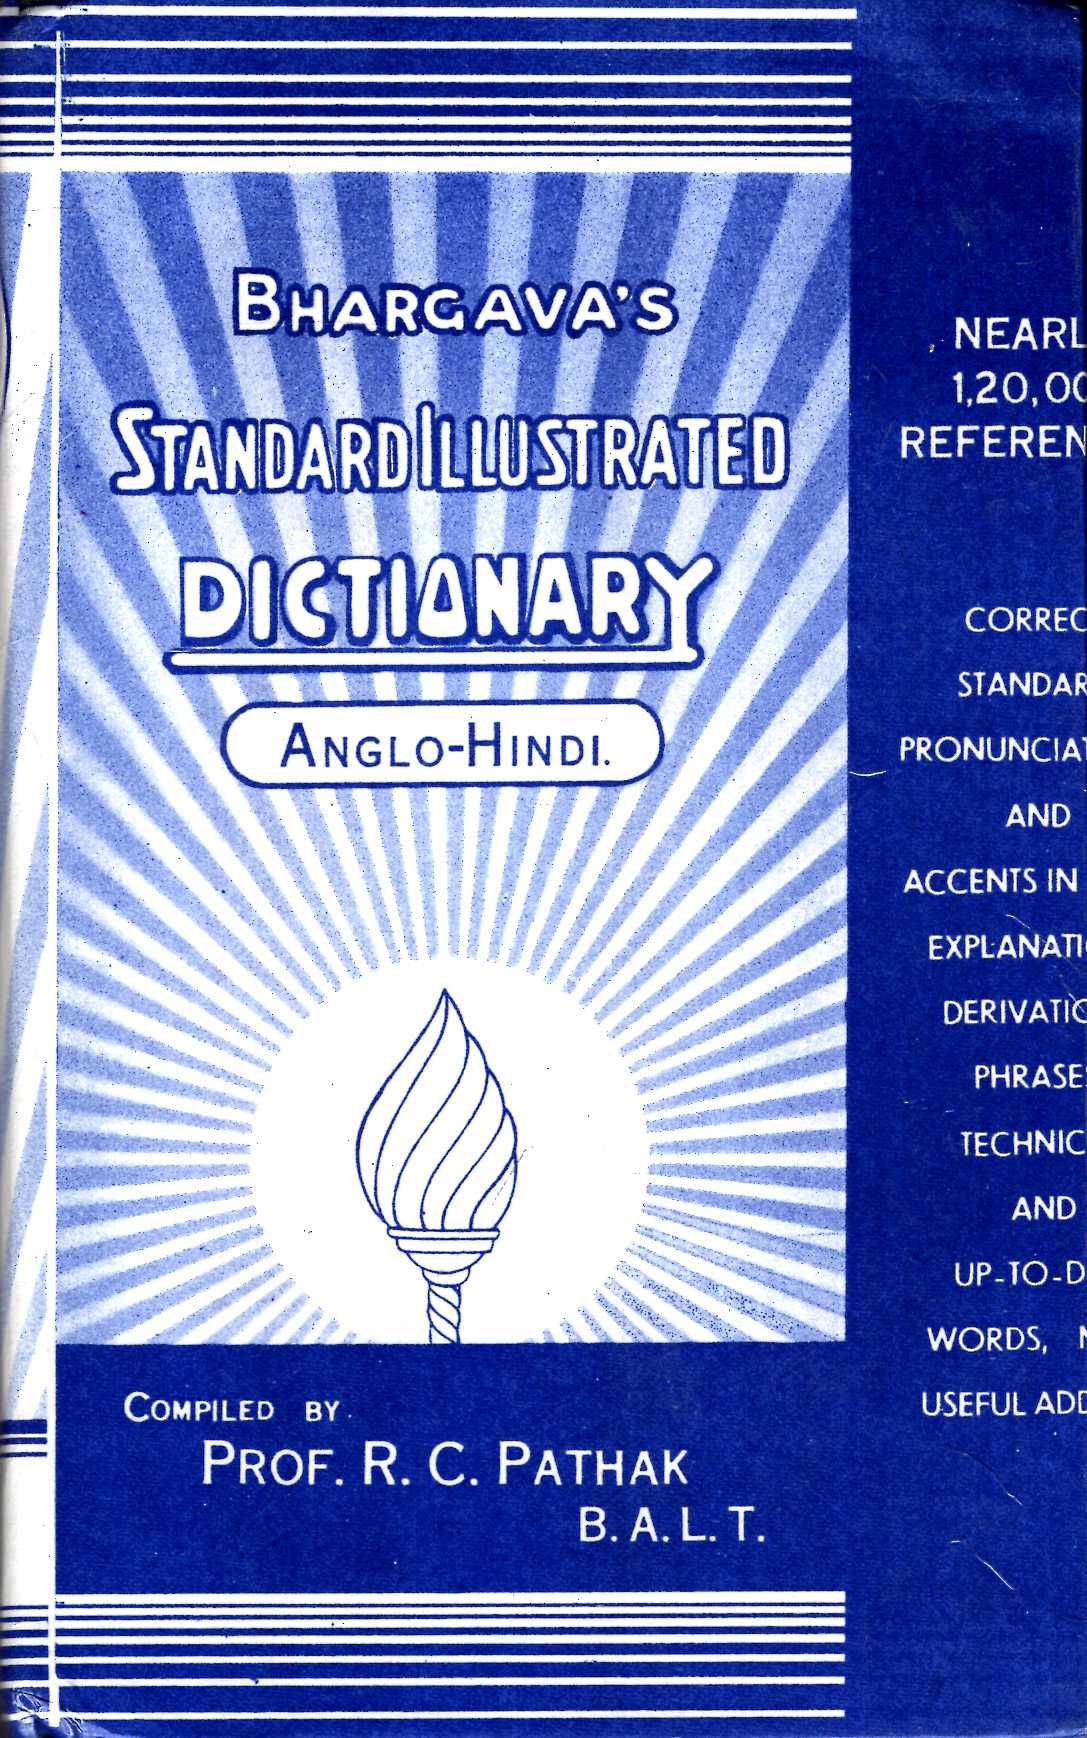 BHARGAVA'S
STANDARD ILLUSTRATED
DICTIONARY
ANGLO-HINDI.
COMPILED BY
PROF. R. C. PATHAK
B. A. L. T.
NEARL
1,20,00
REFEREN
CORREC
STANDAR
PRONUNCIAT
AND
ACCENTS IN
EXPLANATI
DERIVATIO
PHRASES
TECHNIC
AND
UP-TO-D
WORDS,
USEFUL ADD